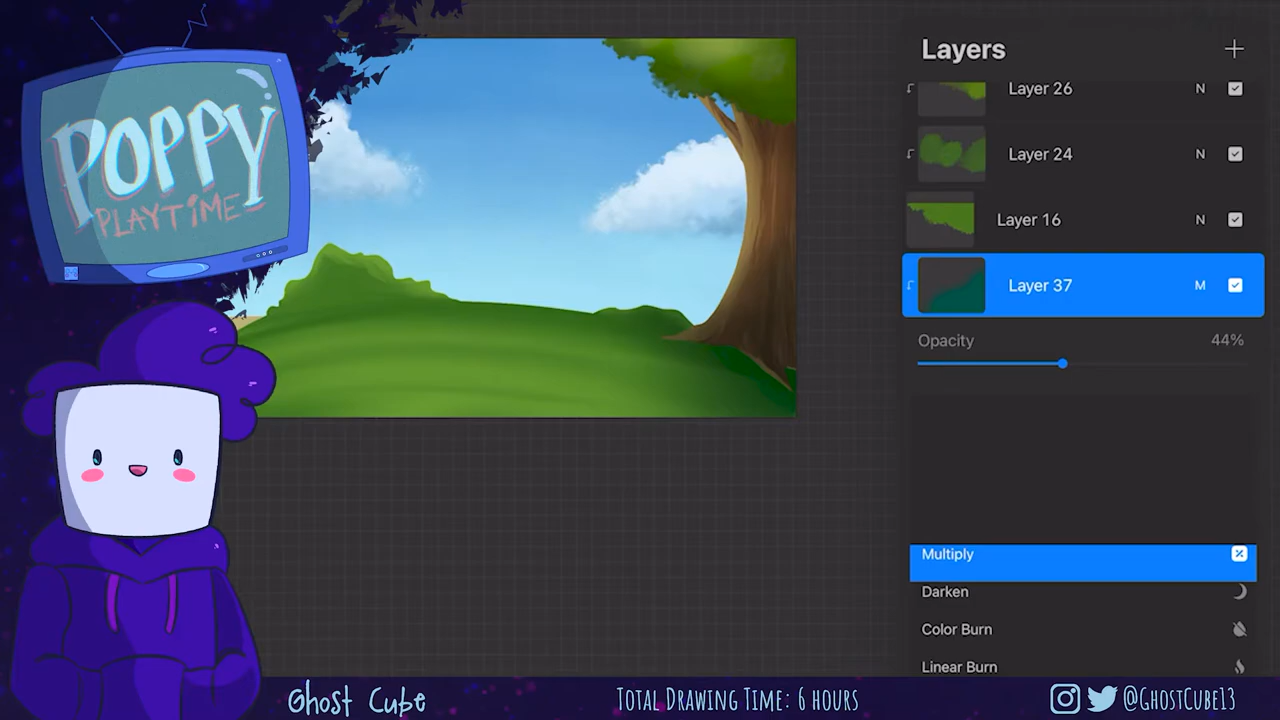 POPPY
PLAYTIME
Layers
Layer 26 N
Layer 24 N
Layer 16 N
Layer 37 M
Opacity 44%
Multiply
Darken
Color Burn
Linear Burn
Ghost Cube
TOTAL DRAWING TIME: 6 HOURS
@GHOSTCUBE13